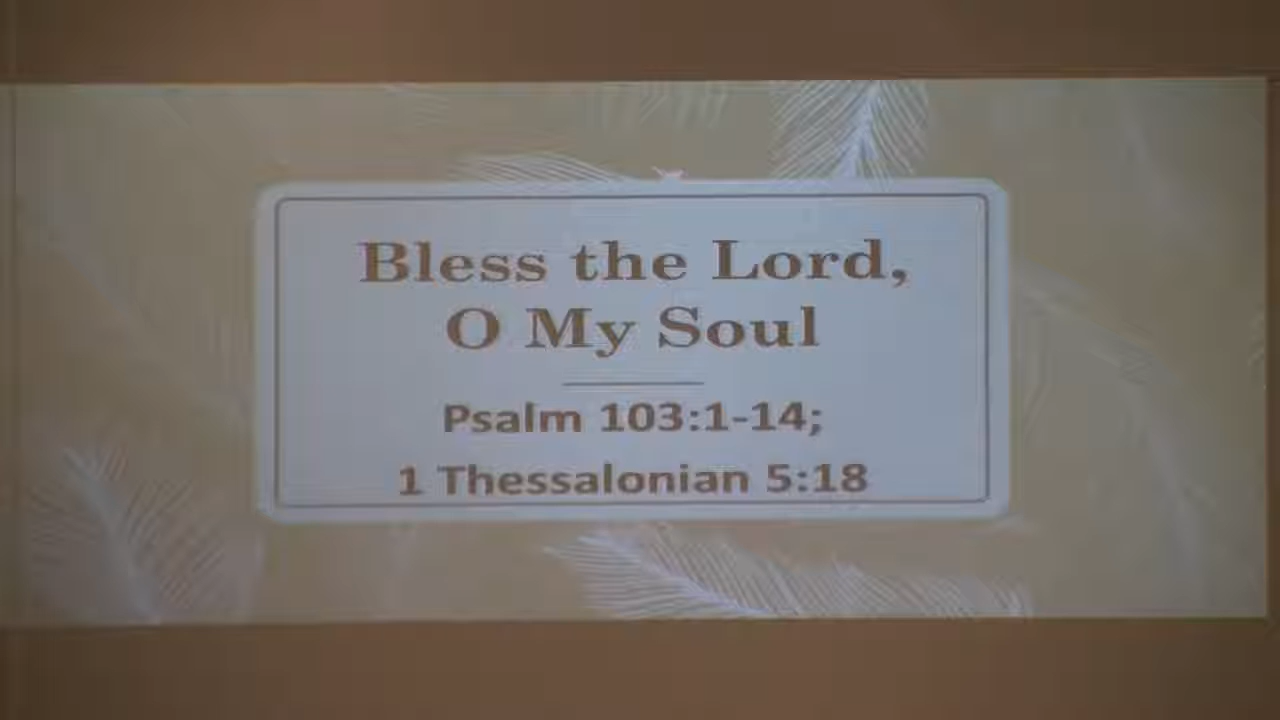 Bless the Lord,
O My Soul
Psalm 103:1-14;
1 Thessalonian 5:18